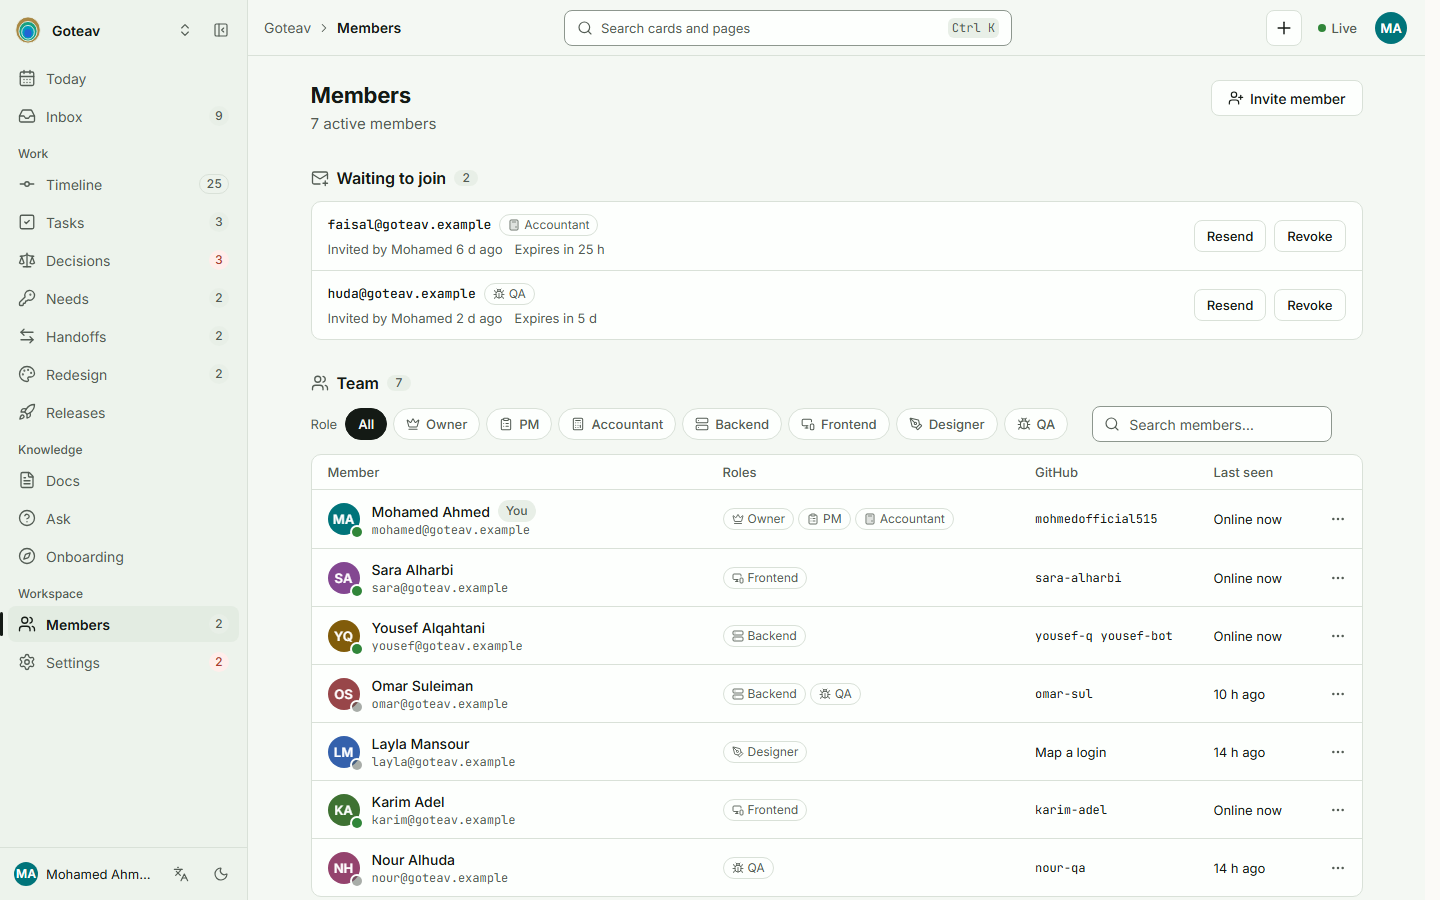 Goteav
Today
Inbox 9
Work
Timeline 25
Tasks 3
Decisions 3
Needs 2
Handoffs 2
Redesign 2
Releases
Knowledge
Docs
Ask
Onboarding
Workspace
Members 2
Settings 2
MA Mohamed Ahm...
Goteav Members
Search cards and pages Ctrl K
Live MA
Members
7 active members
Invite member
Waiting to join 2
faisal@goteav.example Accountant
Invited by Mohamed 6 d ago Expires in 25 h
Resend Revoke
huda@goteav.example QA
Invited by Mohamed 2 d ago Expires in 5 d
Resend Revoke
Team 7
Role All Owner PM Accountant Backend Frontend Designer QA Search members...
Member Roles GitHub Last seen
MA Mohamed Ahmed You
mohamed@goteav.example
Owner PM Accountant mohmedofficial515 Online now
SA Sara Alharbi
sara@goteav.example
Frontend sara-alharbi Online now
YQ Yousef Alqahtani
yousef@goteav.example
Backend yousef-q yousef-bot Online now
OS Omar Suleiman
omar@goteav.example
Backend QA omar-sul 10 h ago
LM Layla Mansour
layla@goteav.example
Designer Map a login 14 h ago
KA Karim Adel
karim@goteav.example
Frontend karim-adel Online now
NH Nour Alhuda
nour@goteav.example
QA nour-qa 14 h ago